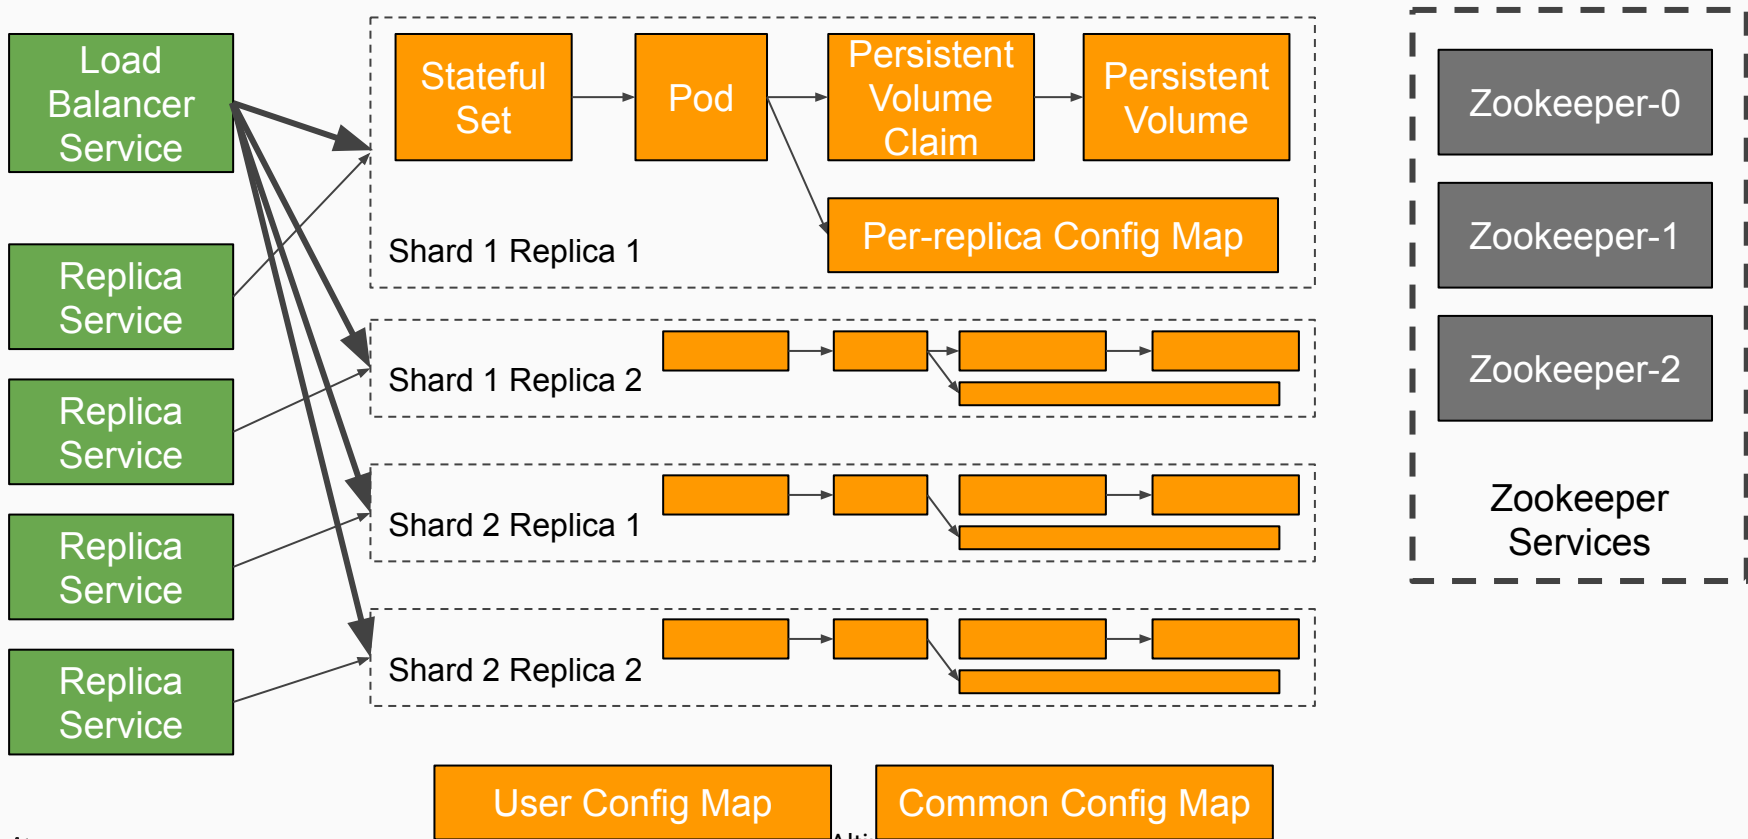 Load
Balancer
Service
Replica
Service
Replica
Service
Replica
Service
Replica
Service
Stateful
Set
Pod
Persistent
Volume
Claim
Persistent
Volume
Per-replica Config Map
Shard 1 Replica 1
Shard 1 Replica 2
Shard 2 Replica 1
Shard 2 Replica 2
User Config Map
Common Config Map
Zookeeper-0
Zookeeper-1
Zookeeper-2
Zookeeper
Services